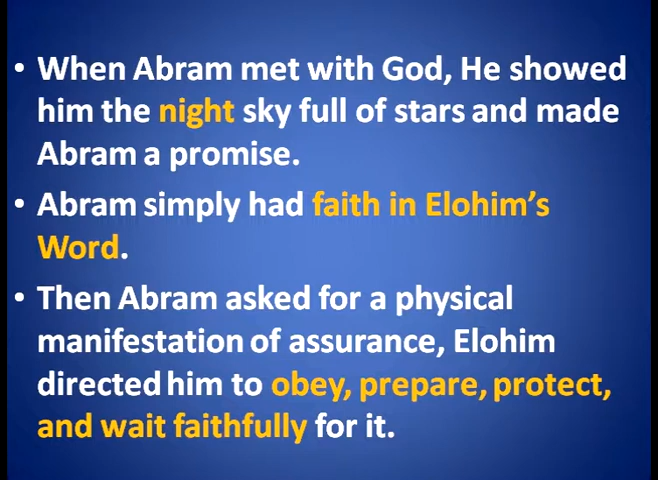 • When Abram met with God, He showed
him the night sky full of stars and made
Abram a promise.
• Abram simply had faith in Elohim’s
Word.
• Then Abram asked for a physical
manifestation of assurance, Elohim
directed him to obey, prepare, protect,
and wait faithfully for it.